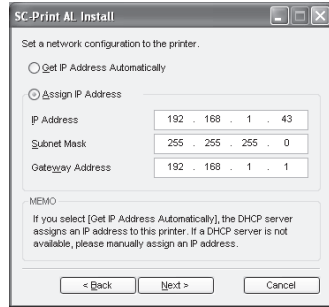 SC-Print AL Install
Set a network configuration to the printer.
Get IP Address Automatically
Assign IP Address
IP Address 192 . 168 . 1 . 43
Subnet Mask 255 . 255 . 255 . 0
Gateway Address 192 . 168 . 1 . 1
MEMO
If you select [Get IP Address Automatically], the DHCP server
assigns an IP address to this printer. If a DHCP server is not
available, please manually assign an IP address.
< Back Next > Cancel